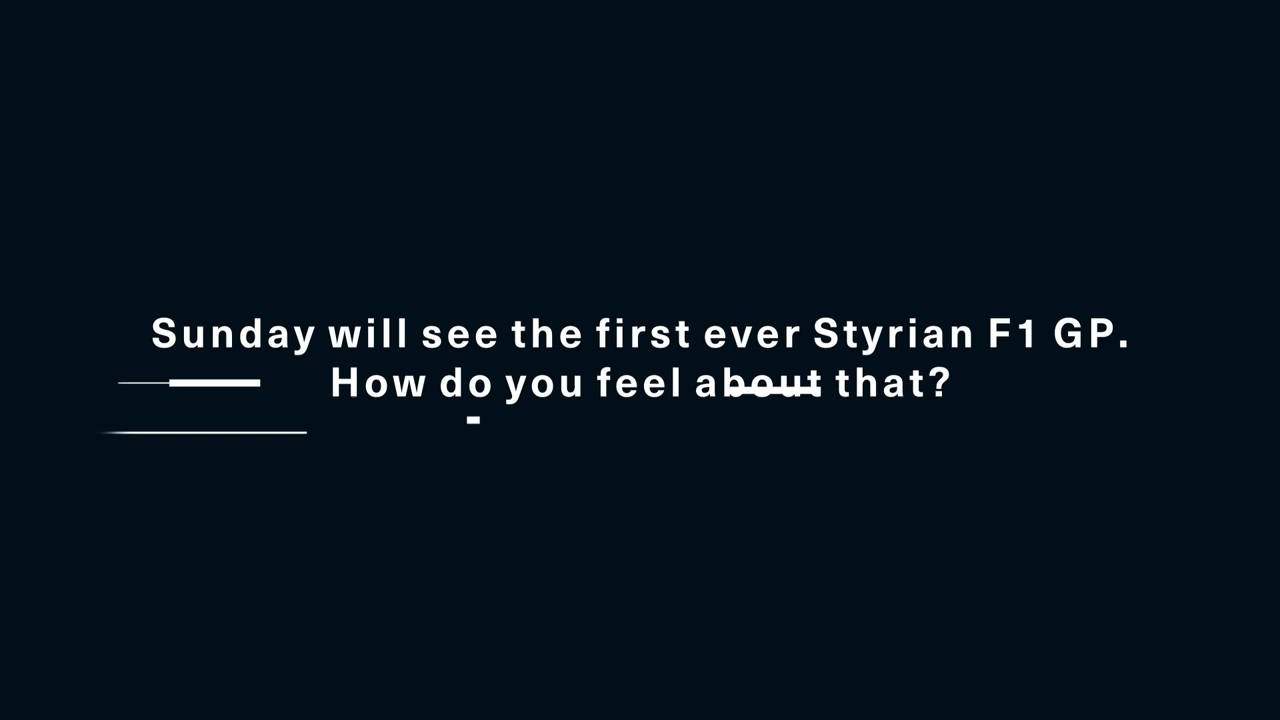 Sunday will see the first ever Styrian F1 GP.
How do you feel about that?